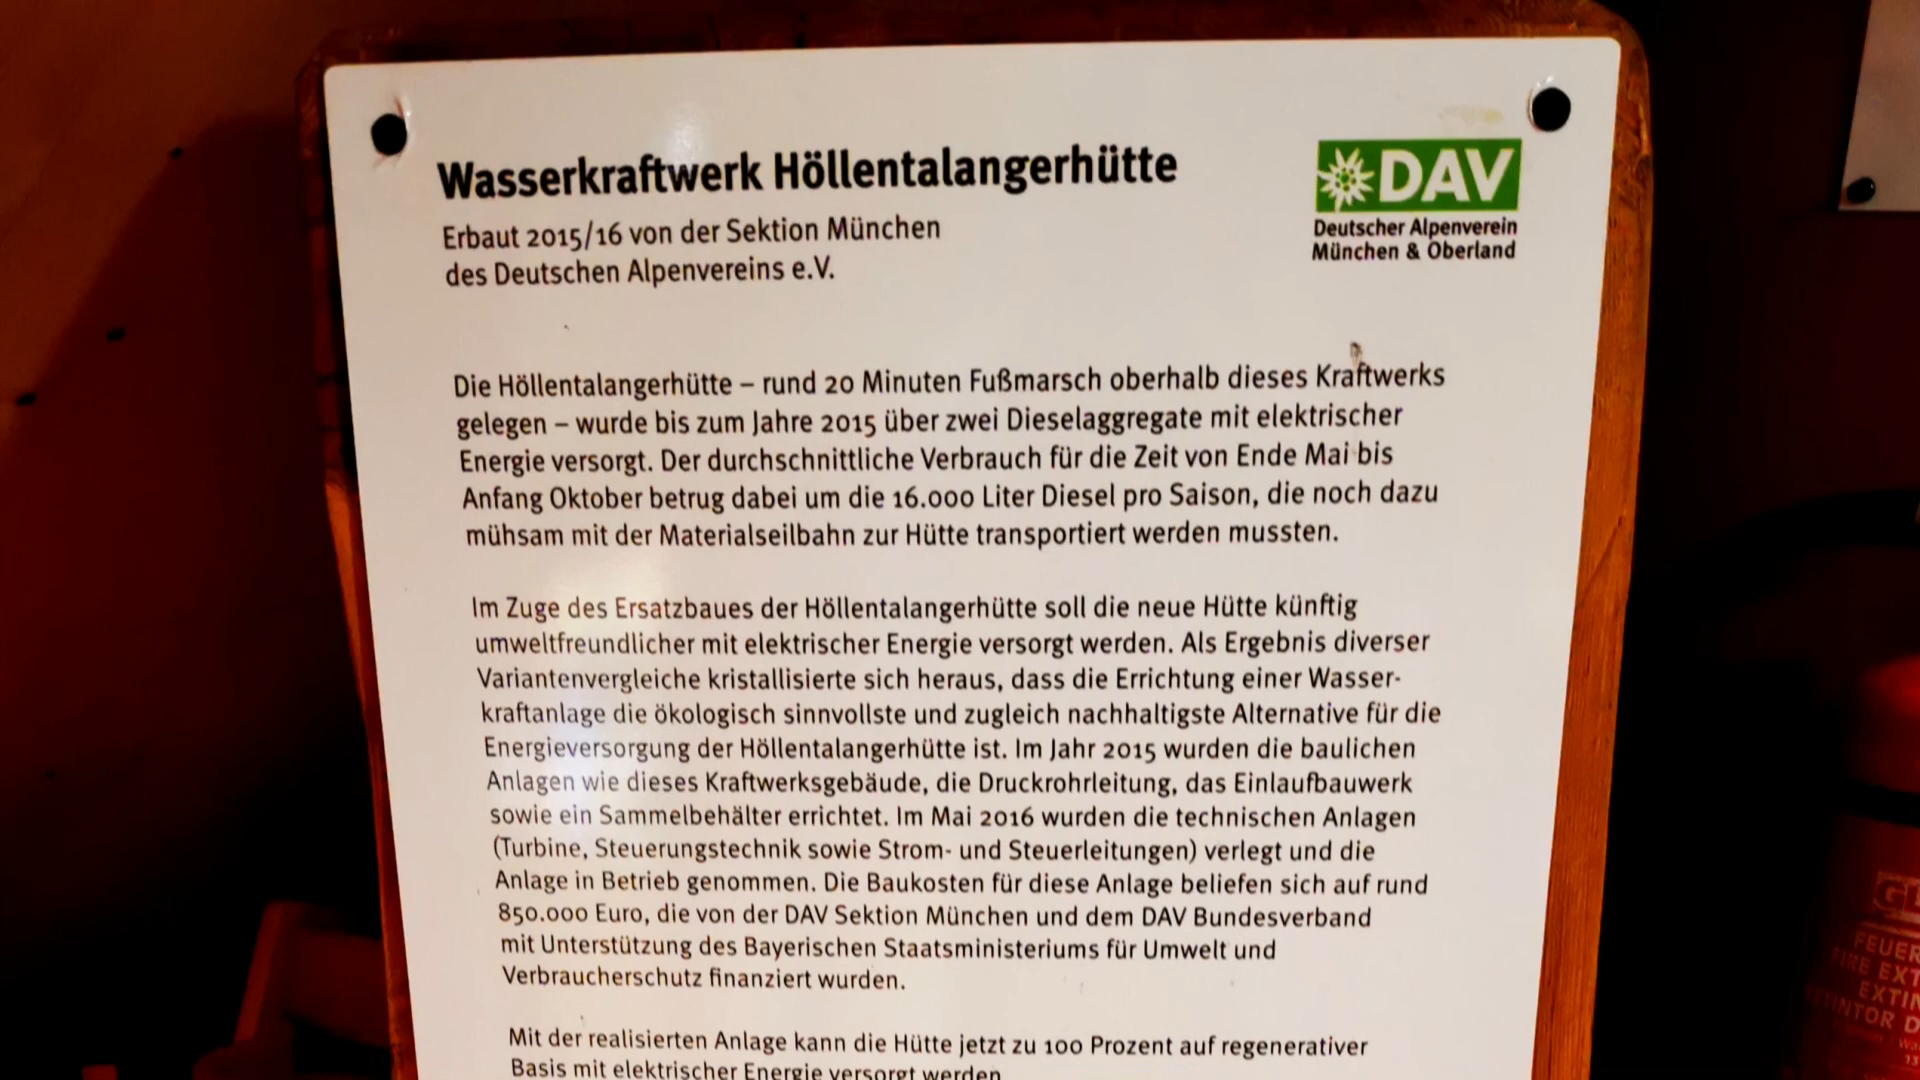 Wasserkraftwerk Höllentalangerhütte
Erbaut 2015/16 von der Sektion München
des Deutschen Alpenvereins e.V.
DAV
Deutscher Alpenverein
München & Oberland
Die Höllentalangerhütte – rund 20 Minuten Fußmarsch oberhalb dieses Kraftwerks
gelegen – wurde bis zum Jahre 2015 über zwei Dieselaggregate mit elektrischer
Energie versorgt. Der durchschnittliche Verbrauch für die Zeit von Ende Mai bis
Anfang Oktober betrug dabei um die 16.000 Liter Diesel pro Saison, die noch dazu
mühsam mit der Materialseilbahn zur Hütte transportiert werden mussten.
Im Zuge des Ersatzbaues der Höllentalangerhütte soll die neue Hütte künftig
umweltfreundlicher mit elektrischer Energie versorgt werden. Als Ergebnis diverser
Variantenvergleiche kristallisierte sich heraus, dass die Errichtung einer Wasser-
kraftanlage die ökologisch sinnvollste und zugleich nachhaltigste Alternative für die
Energieversorgung der Höllentalangerhütte ist. Im Jahr 2015 wurden die baulichen
Anlagen wie dieses Kraftwerksgebäude, die Druckrohrleitung, das Einlaufbauwerk
sowie ein Sammelbehälter errichtet. Im Mai 2016 wurden die technischen Anlagen
(Turbine, Steuerungstechnik sowie Strom- und Steuerleitungen) verlegt und die
Anlage in Betrieb genommen. Die Baukosten für diese Anlage beliefen sich auf rund
850.000 Euro, die von der DAV Sektion München und dem DAV Bundesverband
mit Unterstützung des Bayerischen Staatsministeriums für Umwelt und
Verbraucherschutz finanziert wurden.
Mit der realisierten Anlage kann die Hütte jetzt zu 100 Prozent auf regenerativer
Basis mit elektrischer Energie versorgt werden
FEUER
FIRE EXT
EXTIN